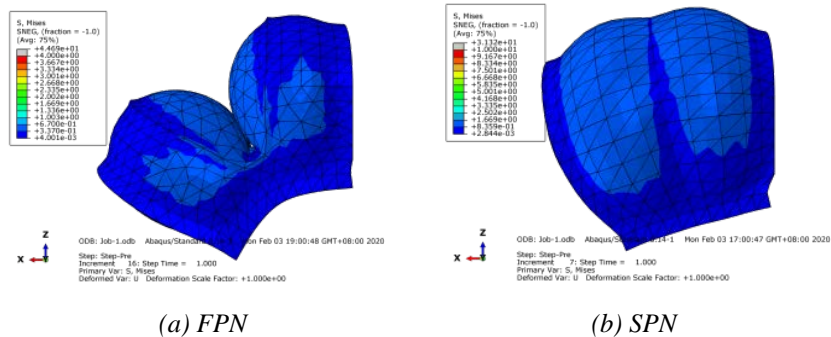 S, Mises
SNEG, (fraction = -1.0)
(Avg: 75%)
+4.469e+01
+4.000e+00
+3.667e+00
+3.334e+00
+3.001e+00
+2.668e+00
+2.335e+00
+2.002e+00
+1.669e+00
+1.336e+00
+1.003e+00
+6.700e-01
+3.370e-01
+4.001e-03
Z
X
ODB: Job-1.odb Abaqus/Standard Mon Feb 03 19:00:48 GMT+08:00 2020
Step: Step-Pre
Increment 16: Step Time = 1.000
Primary Var: S, Mises
Deformed Var: U Deformation Scale Factor: +1.000e+00
(a) FPN
S, Mises
SNEG, (fraction = -1.0)
(Avg: 75%)
+3.132e+01
+1.000e+01
+9.167e+00
+8.334e+00
+7.501e+00
+6.668e+00
+5.835e+00
+5.001e+00
+4.168e+00
+3.335e+00
+2.502e+00
+1.669e+00
+8.359e-01
+2.844e-03
Z
X
ODB: Job-1.odb 6.14-1 Mon Feb 03 17:00:47 GMT+08:00 2020
Step: Step-Pre
Increment 7: Step Time = 1.000
Primary Var: S, Mises
Deformed Var: U Deformation Scale Factor: +1.000e+00
(b) SPN